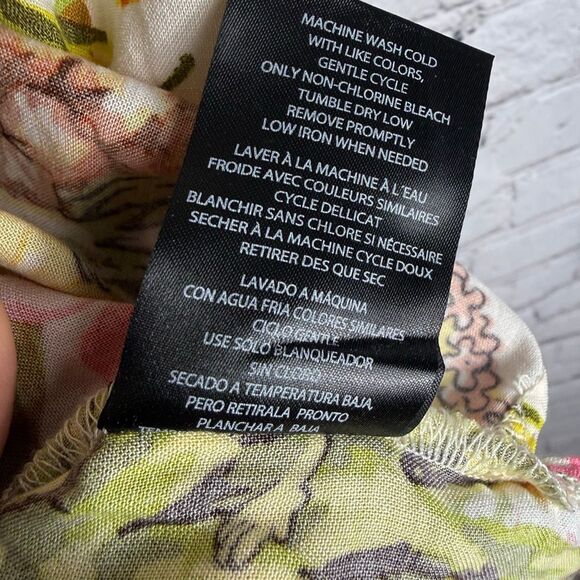 MACHINE WASH COLD
WITH LIKE COLORS,
GENTLE CYCLE
ONLY NON-CHLORINE BLEACH
TUMBLE DRY LOW
REMOVE PROMPTLY
LOW IRON WHEN NEEDED
LAVER À LA MACHINE À L'EAU
FROIDE AVEC COULEURS SIMILAIRES
CYCLE DELLICAT
BLANCHIR SANS CHLORE SI NÉCESSAIRE
SECHER À LA MACHINE CYCLE DOUX
RETIRER DES QUE SEC
LAVADO A MÁQUINA
CON AGUA FRIA COLORES SIMILARES
CICLO GENTLE
USE SÓLO BLANQUEADOR
SIN CLORO
SECADO A TEMPERATURA BAJA,
PERO RETIRALA PRONTO
PLANCHAR A BAJA